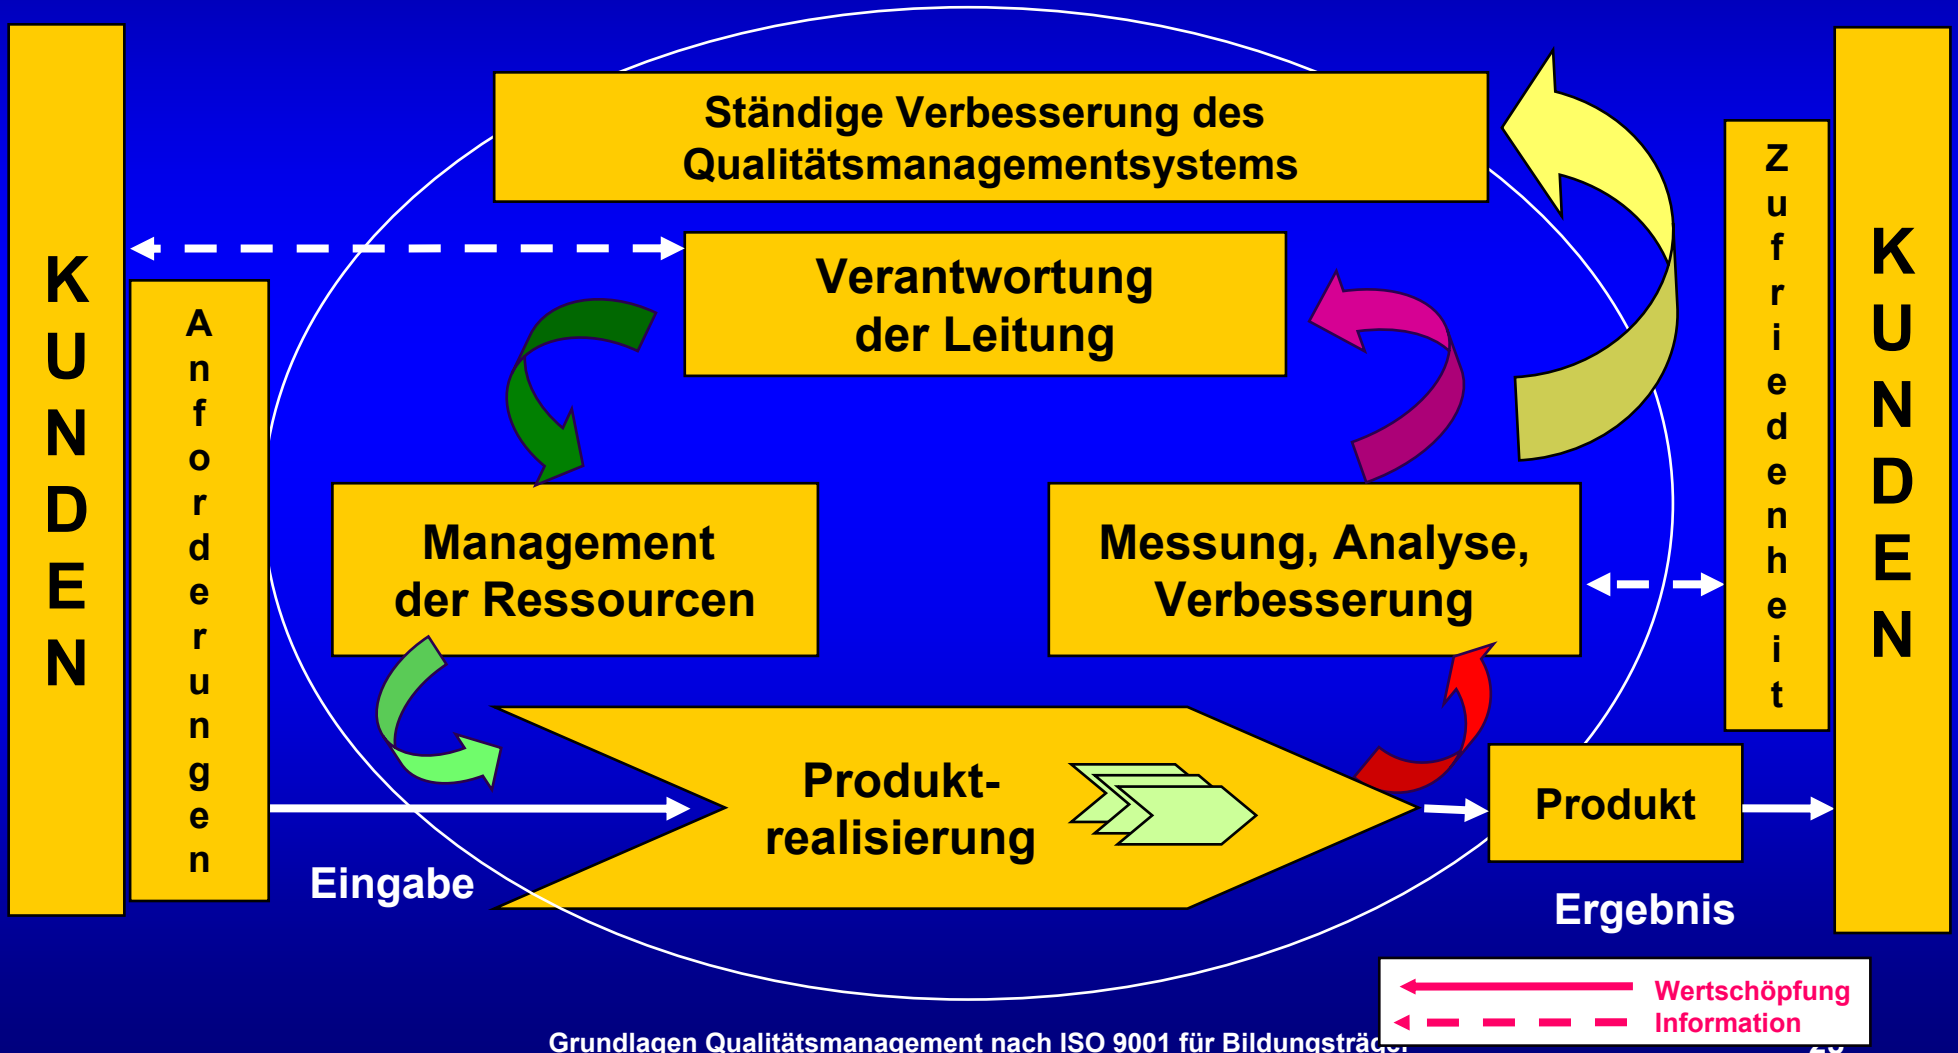 Ständige Verbesserung des
Qualitätsmanagementsystems
KUNDEN
Anforderungen
Verantwortung
der Leitung
Zufriedenheit
KUNDEN
Management
der Ressourcen
Messung, Analyse,
Verbesserung
Produkt-
realisierung
Produkt
Eingabe
Ergebnis
Wertschöpfung
Information
Grundlagen Qualitätsmanagement nach ISO 9001 für Bildungsträger